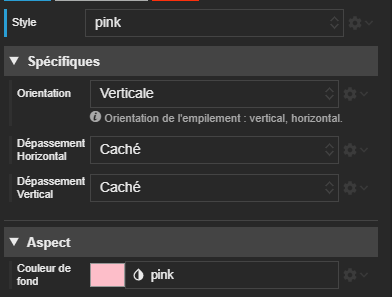 Style
pink
Spécifiques
Orientation
Verticale
Orientation de l'empilement : vertical, horizontal.
Dépassement
Horizontal
Caché
Dépassement
Vertical
Caché
Aspect
Couleur de
fond
pink